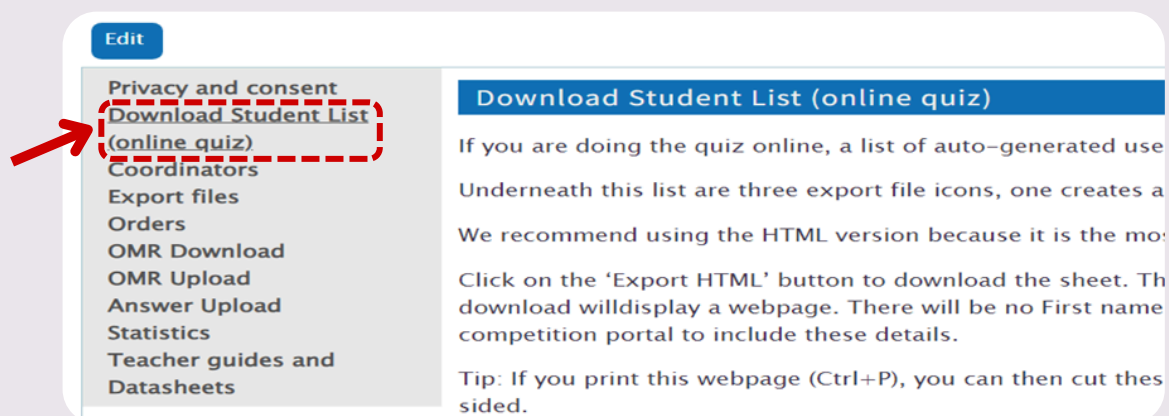 Edit
Privacy and consent
Download Student List
(online quiz)
Coordinators
Export files
Orders
OMR Download
OMR Upload
Answer Upload
Statistics
Teacher guides and
Datasheets
Download Student List (online quiz)
If you are doing the quiz online, a list of auto-generated
Underneath this list are three export file icons, one creates a
We recommend using the HTML version because it is the
Click on the ‘Export HTML’ button to download the sheet.
download willdisplay a webpage. There will be no First name
competition portal to include these details.
Tip: If you print this webpage (Ctrl+P), you can then cut
sided.